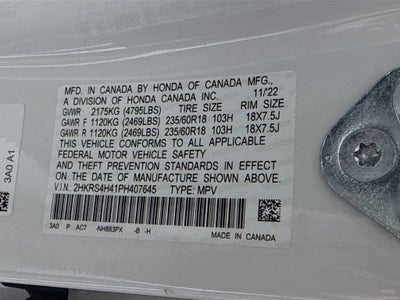 MFD. IN CANADA BY HONDA OF CANADA MFG.,
A DIVISION OF HONDA CANADA INC. 11/22
GVWR 2175KG (4795LBS) TIRE SIZE RIM SIZE
GAWR F 1120KG (2469LBS) 235/60R18 103H 18X7.5J
GAWR R 1120KG (2469LBS) 235/60R18 103H 18X7.5J
THIS VEHICLE CONFORMS TO ALL APPLICABLE
FEDERAL MOTOR VEHICLE SAFETY
AND THEFT PREVENTION STANDARDS IN EFFECT
ON THE DATE OF MANUFACTURE SHOWN ABOVE.
V.I.N: 2HKRS4H41PH407645 TYPE: MPV
3A0 P AC7 -NH883PX -B -H
MADE IN CANADA
3A0 A1